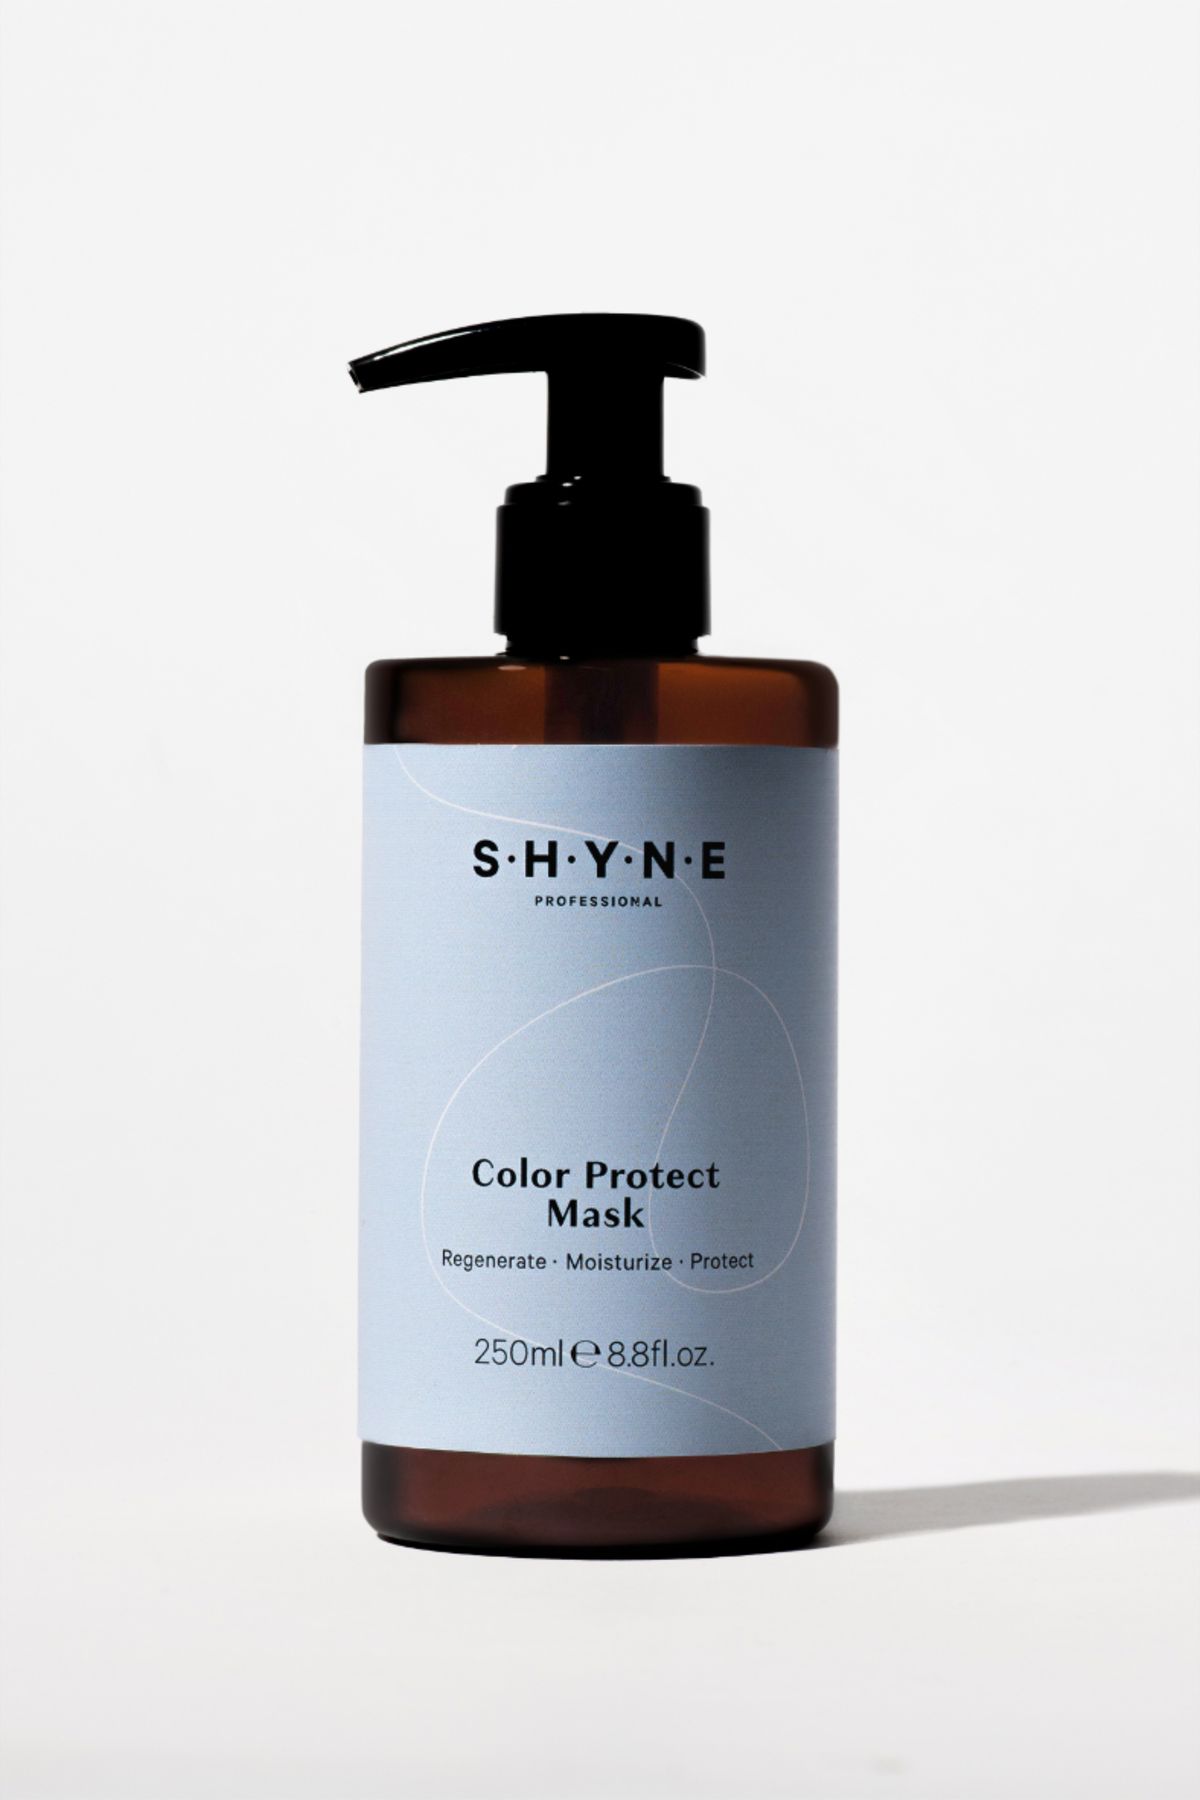 S·H·Y·N·E
PROFESSIONAL
Color Protect
Mask
Regenerate · Moisturize · Protect
250ml ℮ 8.8fl.oz.